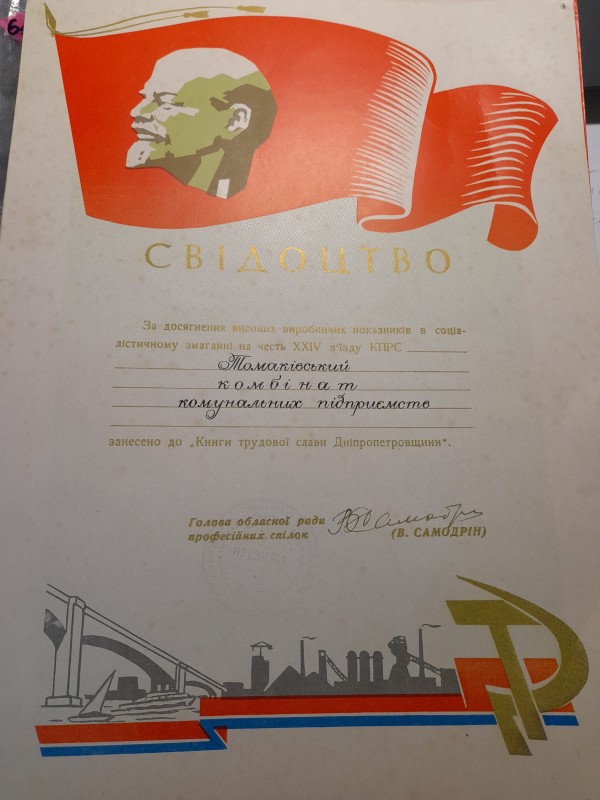 СВІДОЦТВО
За досягнення високих виробничих показників в соціа-
лістичному змаганні на честь XXIV з'їзду КПРС
Томаківський
комбінат
комунальних підприємств
занесено до „Книги трудової слави Дніпропетровщини".
Голова обласної ради
професійних спілок
(В. САМОДРІН)